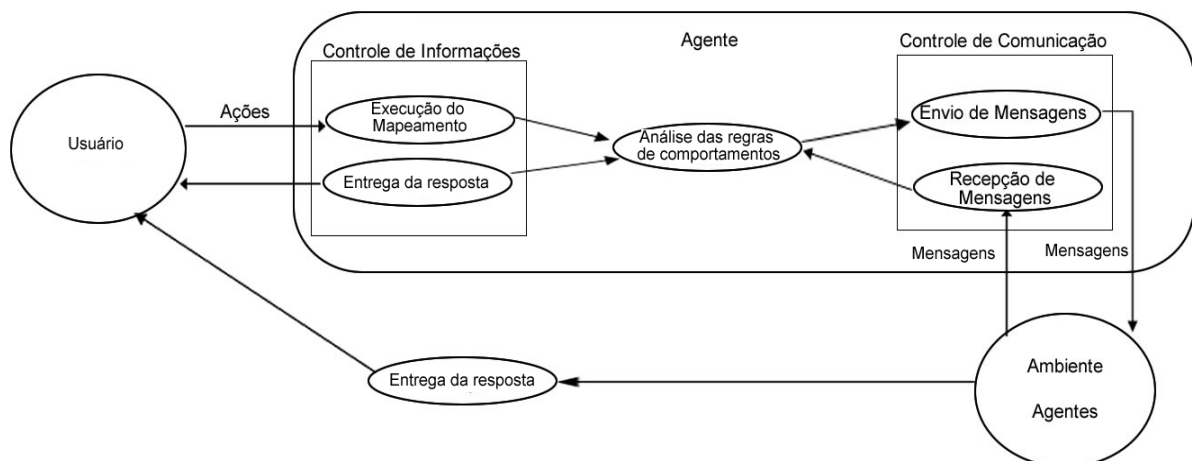 Agente
Controle de Informações
Controle de Comunicação
Usuário
Ações
Execução do
Mapeamento
Entrega da resposta
Análise das regras
de comportamentos
Envio de Mensagens
Recepção de
Mensagens
Mensagens
Mensagens
Entrega da resposta
Ambiente
Agentes